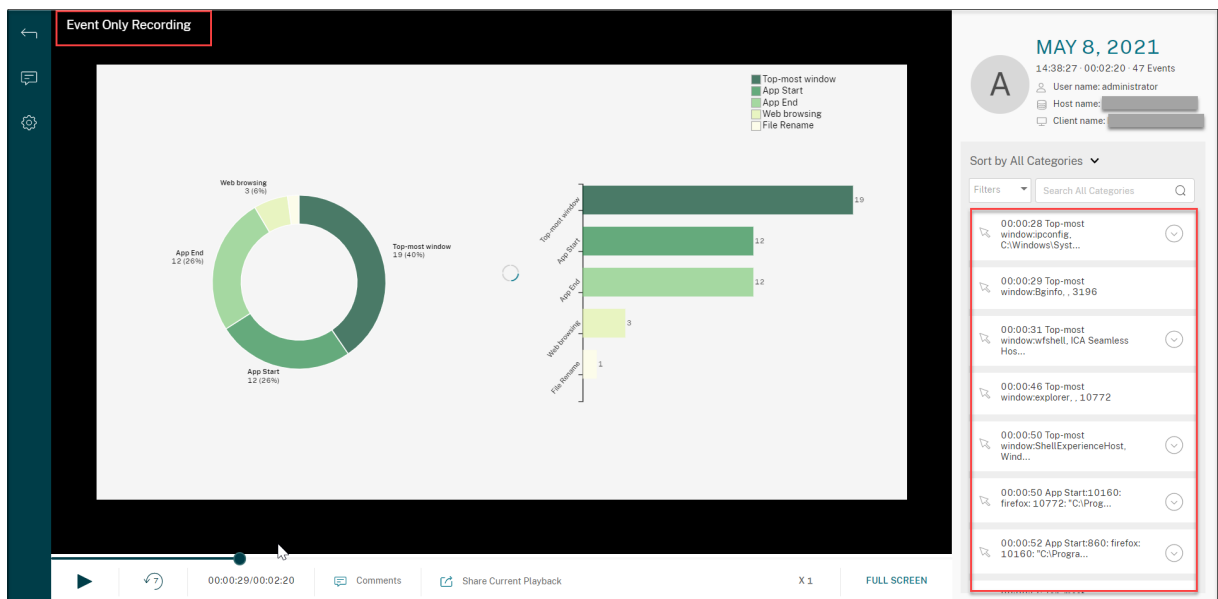 Event Only Recording
Top-most window
App Start
App End
Web browsing
File Rename
Web browsing
3 (6%)
App End
12 (26%)
Top-most window
19 (40%)
App Start
12 (26%)
Top-most window
19
App Start
12
App End
12
Web browsing
3
File Rename
1
7
00:00:29/00:02:20
Comments
Share Current Playback
X 1
FULL SCREEN
A
MAY 8, 2021
14:38:27 · 00:02:20 · 47 Events
User name: administrator
Host name:
Client name:
Sort by All Categories
Filters
Search All Categories
00:00:28 Top-most
window:ipconfig,
C:\Windows\Syst...
00:00:29 Top-most
window:Bginfo, , 3196
00:00:31 Top-most
window:wfshell, ICA Seamless
Hos...
00:00:46 Top-most
window:explorer, , 10772
00:00:50 Top-most
window:ShellExperienceHost,
Wind...
00:00:50 App Start:10160:
firefox: 10772: "C:\Prog...
00:00:52 App Start:860: firefox:
10160: "C:\Progra...